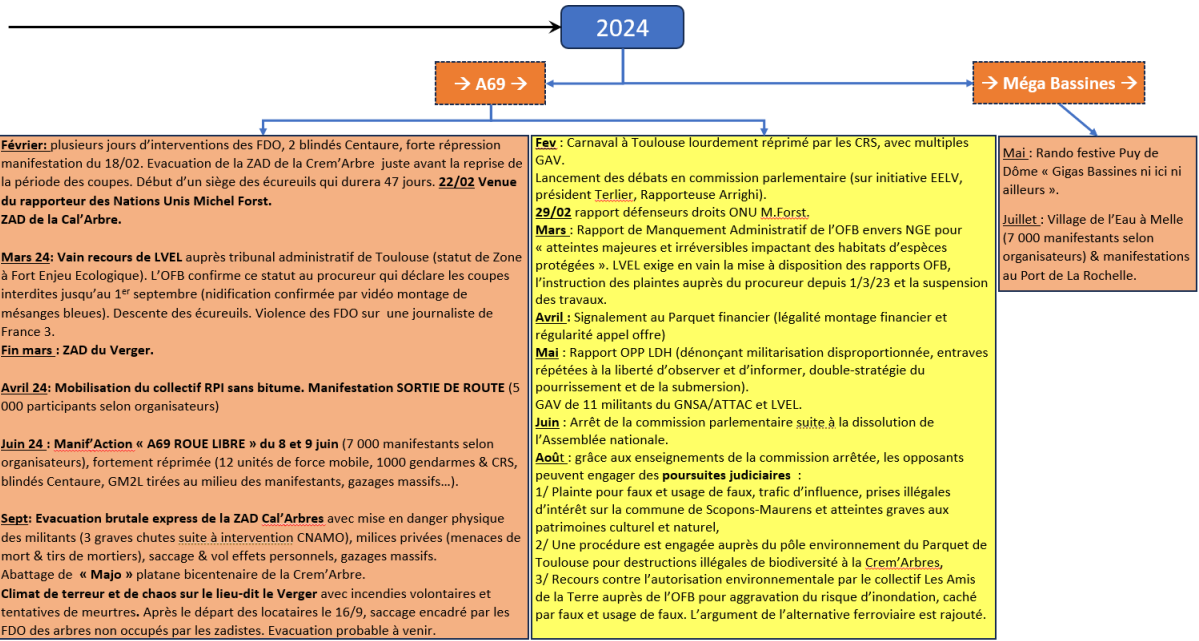 2024
→ A69 →
→ Méga Bassines →
Février: plusieurs jours d’interventions des FDO, 2 blindés Centaure, forte répression
manifestation du 18/02. Evacuation de la ZAD de la Crem’Arbre juste avant la reprise de
la période des coupes. Début d’un siège des écureuils qui durera 47 jours. 22/02 Venue
du rapporteur des Nations Unis Michel Forst.
ZAD de la Cal’Arbre.
Mars 24: Vain recours de LVEL auprès tribunal administratif de Toulouse (statut de Zone
à Fort Enjeu Ecologique). L’OFB confirme ce statut au procureur qui déclare les coupes
interdites jusqu’au 1er septembre (nidification confirmée par vidéo montage de
mésanges bleues). Descente des écureuils. Violence des FDO sur une journaliste de
France 3.
Fin mars : ZAD du Verger.
Avril 24: Mobilisation du collectif RPI sans bitume. Manifestation SORTIE DE ROUTE (5
000 participants selon organisateurs)
Juin 24 : Manif’Action « A69 ROUE LIBRE » du 8 et 9 juin (7 000 manifestants selon
organisateurs), fortement réprimée (12 unités de force mobile, 1000 gendarmes & CRS,
blindés Centaure, GM2L tirées au milieu des manifestants, gazages massifs…).
Sept: Evacuation brutale express de la ZAD Cal’Arbres avec mise en danger physique
des militants (3 graves chutes suite à intervention CNAMO), milices privées (menaces de
mort & tirs de mortiers), saccage & vol effets personnels, gazages massifs.
Abattage de « Majo » platane bicentenaire de la Crem’Arbre.
Climat de terreur et de chaos sur le lieu-dit le Verger avec incendies volontaires et
tentatives de meurtres. Après le départ des locataires le 16/9, saccage encadré par les
FDO des arbres non occupés par les zadistes. Evacuation probable à venir.
Fev : Carnaval à Toulouse lourdement réprimé par les CRS, avec multiples
GAV.
Lancement des débats en commission parlementaire (sur initiative EELV,
président Terlier, Rapporteuse Arrighi).
29/02 rapport défenseurs droits ONU M.Forst.
Mars : Rapport de Manquement Administratif de l’OFB envers NGE pour
« atteintes majeures et irréversibles impactant des habitats d’espèces
protégées ». LVEL exige en vain la mise à disposition des rapports OFB,
l’instruction des plaintes auprès du procureur depuis 1/3/23 et la suspension
des travaux.
Avril : Signalement au Parquet financier (légalité montage financier et
régularité appel offre)
Mai : Rapport OPP LDH (dénonçant militarisation disproportionnée, entraves
répétées à la liberté d’observer et d’informer, double-stratégie du
pourrissement et de la submersion).
GAV de 11 militants du GNSA/ATTAC et LVEL.
Juin : Arrêt de la commission parlementaire suite à la dissolution de
l’Assemblée nationale.
Août : grâce aux enseignements de la commission arrêtée, les opposants
peuvent engager des poursuites judiciaires :
1/ Plainte pour faux et usage de faux, trafic d’influence, prises illégales
d’intérêt sur la commune de Scopons-Maurens et atteintes graves aux
patrimoines culturel et naturel,
2/ Une procédure est engagée auprès du pôle environnement du Parquet de
Toulouse pour destructions illégales de biodiversité à la Crem’Arbres,
3/ Recours contre l’autorisation environnementale par le collectif Les Amis
de la Terre auprès de l’OFB pour aggravation du risque d’inondation, caché
par faux et usage de faux. L’argument de l’alternative ferroviaire est rajouté.
Mai : Rando festive Puy de
Dôme « Gigas Bassines ni ici ni
ailleurs ».
Juillet : Village de l’Eau à Melle
(7 000 manifestants selon
organisateurs) & manifestations
au Port de La Rochelle.